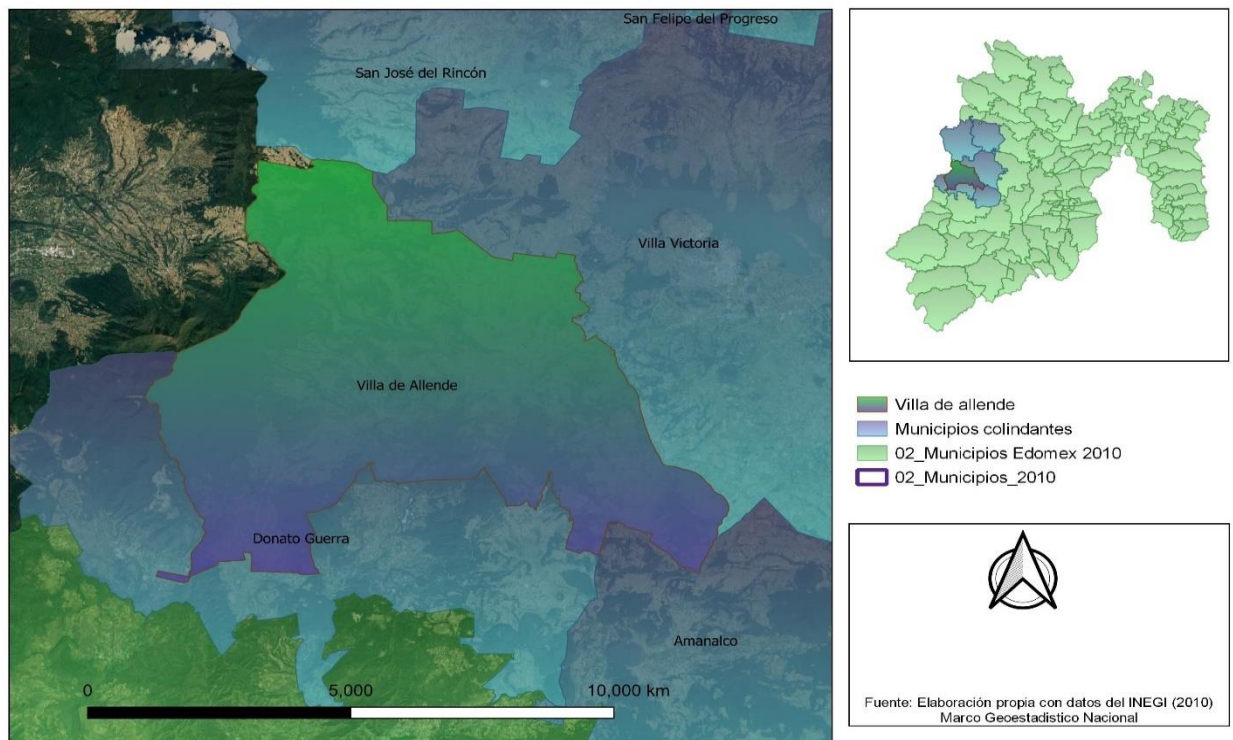 San Felipe del Progreso
San José del Rincón
Villa Victoria
Villa de Allende
Donato Guerra
Amanalco
0 5,000 10,000 km
Villa de allende
Municipios colindantes
02_Municipios Edomex 2010
02_Municipios_2010
Fuente: Elaboración propia con datos del INEGI (2010)
Marco Geoestadistico Nacional